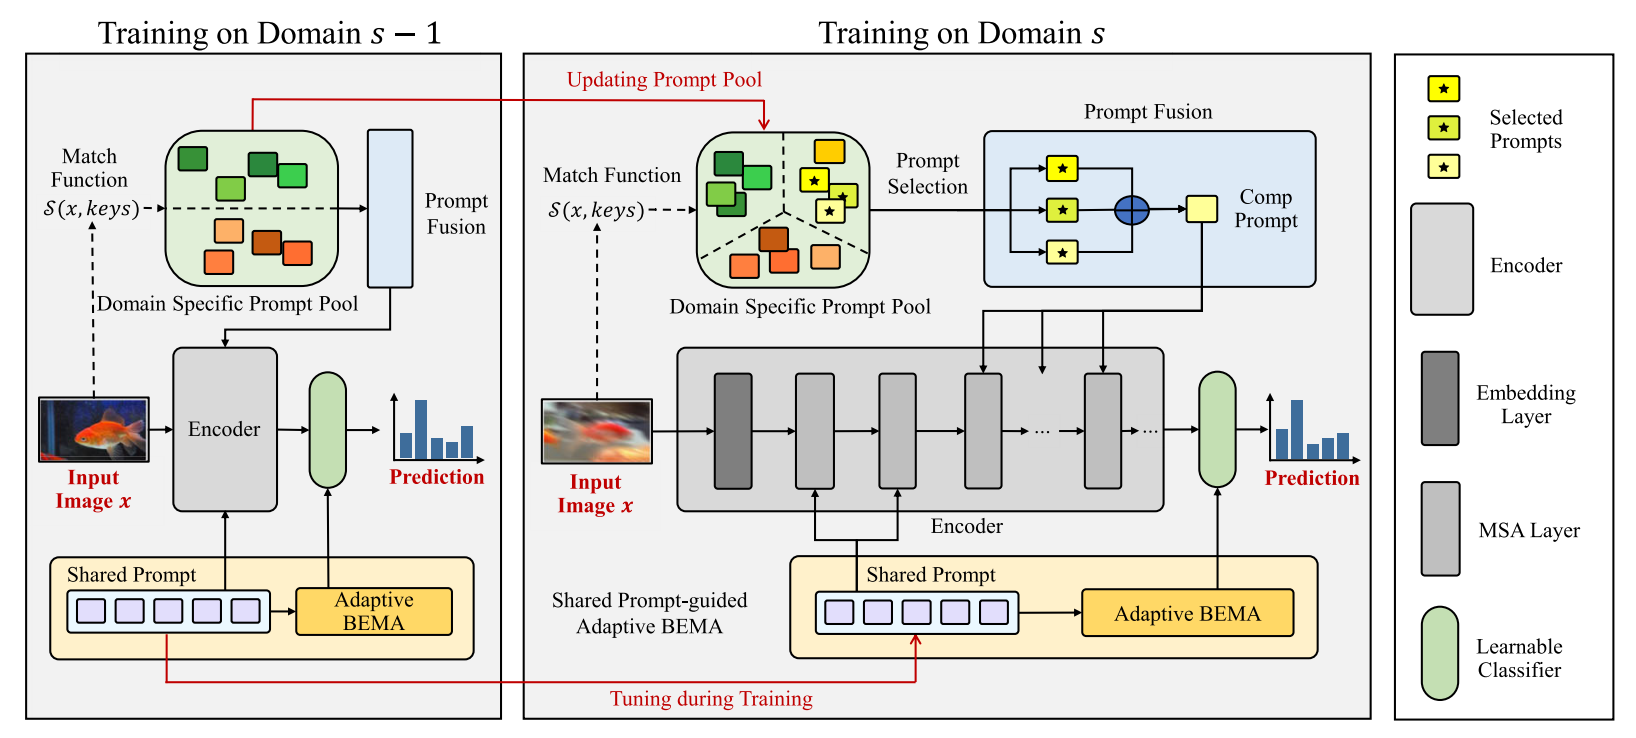 Training on Domain s − 1
Match
Function
S(x, keys)
Domain Specific Prompt Pool
Prompt
Fusion
Encoder
Input
Image x
Prediction
Shared Prompt
Adaptive
BEMA
Training on Domain s
Updating Prompt Pool
Match Function
S(x, keys)
Domain Specific Prompt Pool
Prompt
Selection
Prompt Fusion
Comp
Prompt
Input
Image x
...
...
Encoder
Prediction
Shared Prompt-guided
Adaptive BEMA
Shared Prompt
Adaptive BEMA
Tuning during Training
Selected
Prompts
Encoder
Embedding
Layer
MSA Layer
Learnable
Classifier